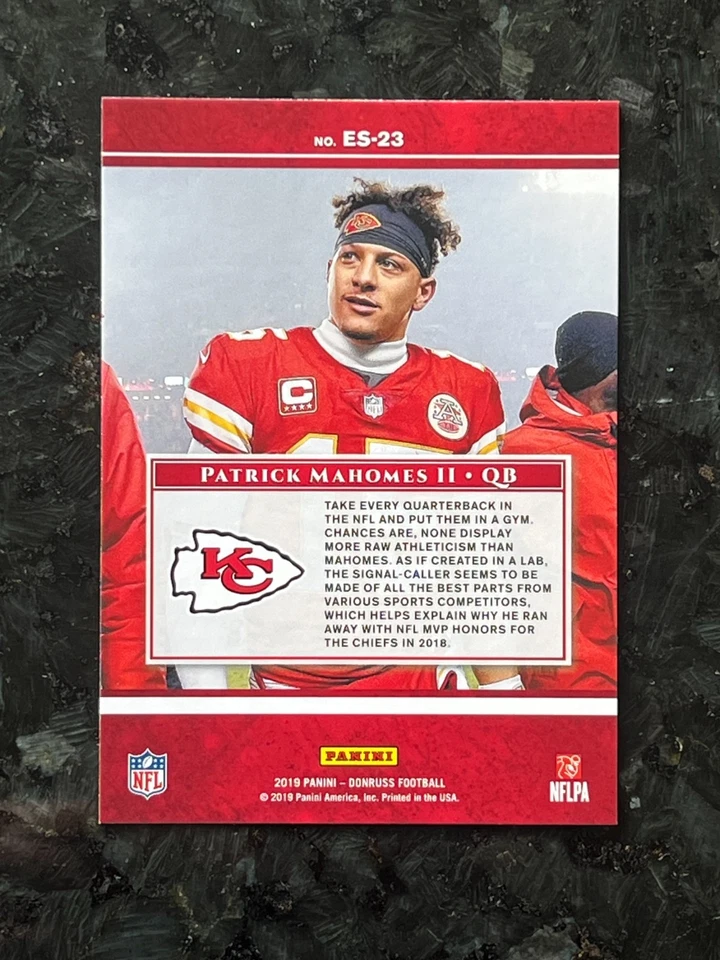 NO. ES-23
KC
C
15
A
PATRICK MAHOMES II • QB
TAKE EVERY QUARTERBACK IN
THE NFL AND PUT THEM IN A GYM.
CHANCES ARE, NONE DISPLAY
MORE RAW ATHLETICISM THAN
MAHOMES. AS IF CREATED IN A LAB,
THE SIGNAL-CALLER SEEMS TO BE
MADE OF ALL THE BEST PARTS FROM
VARIOUS SPORTS COMPETITORS,
WHICH HELPS EXPLAIN WHY HE RAN
AWAY WITH NFL MVP HONORS FOR
THE CHIEFS IN 2018.
KC
PANINI
NFL
2019 PANINI – DONRUSS FOOTBALL
© 2019 Panini America, Inc. Printed in the USA.
NFLPA